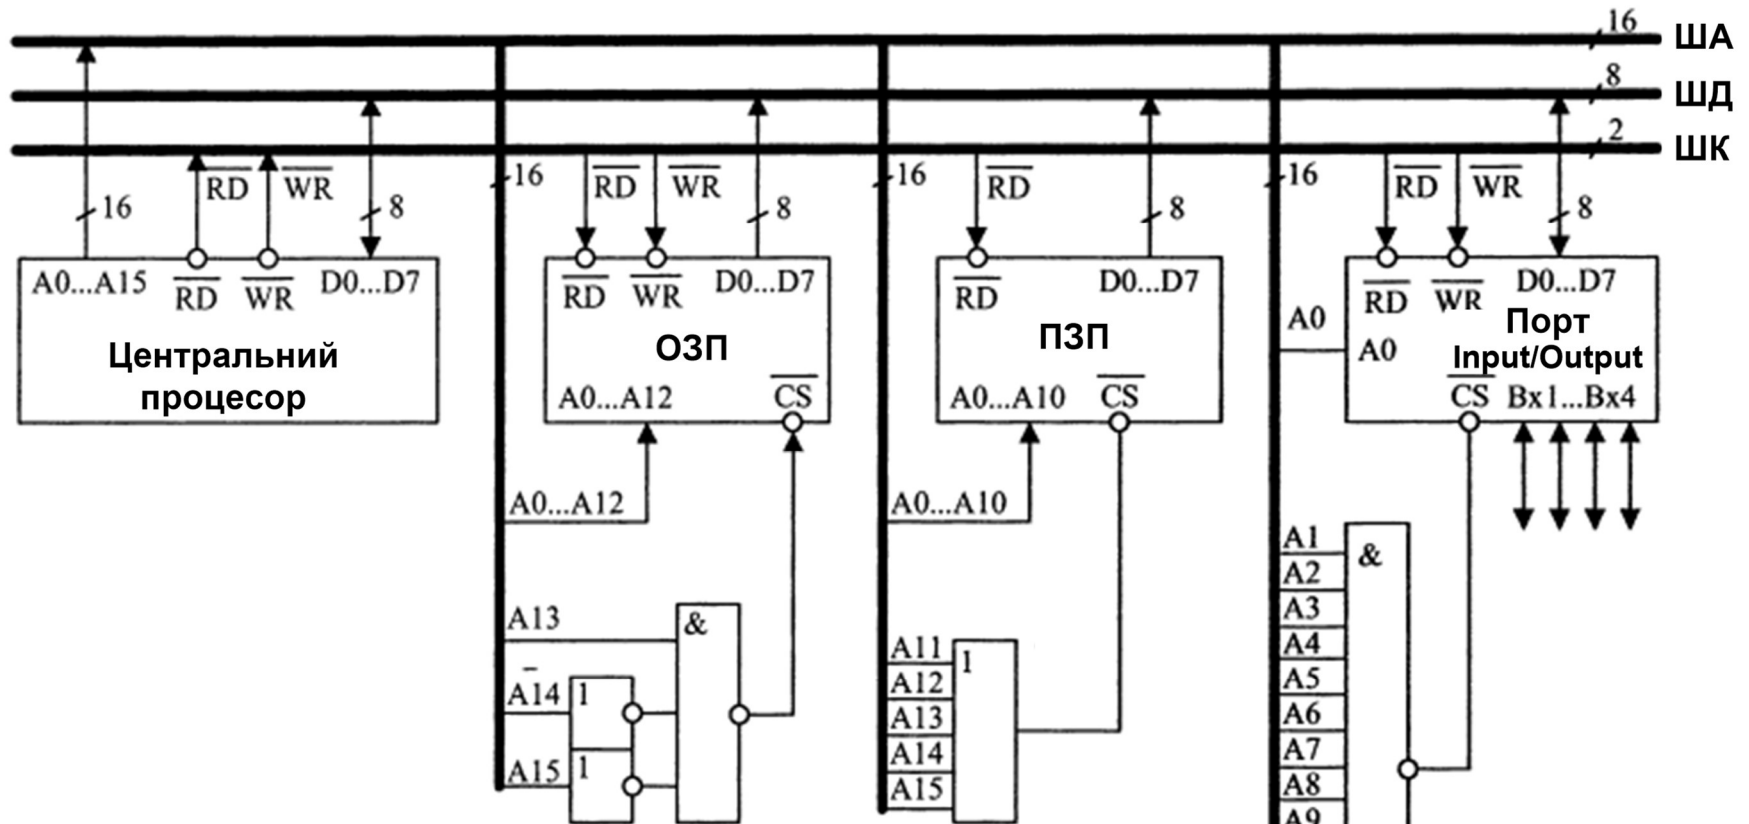 16
ША
8
ШД
2
ШК
16
RD
WR
8
16
RD
WR
8
16
RD
8
16
RD
WR
8
A0...A15
RD
WR
D0...D7
Центральний
процесор
RD
WR
D0...D7
ОЗП
A0...A12
CS
A0...A12
A13
A14
A15
1
1
&
RD
D0...D7
ПЗП
A0...A10
CS
A0...A10
A11
A12
A13
A14
A15
1
A0
RD
WR
D0...D7
Порт
Input/Output
A0
CS
Вх1...Вх4
A1
A2
A3
A4
A5
A6
A7
A8
A9
&